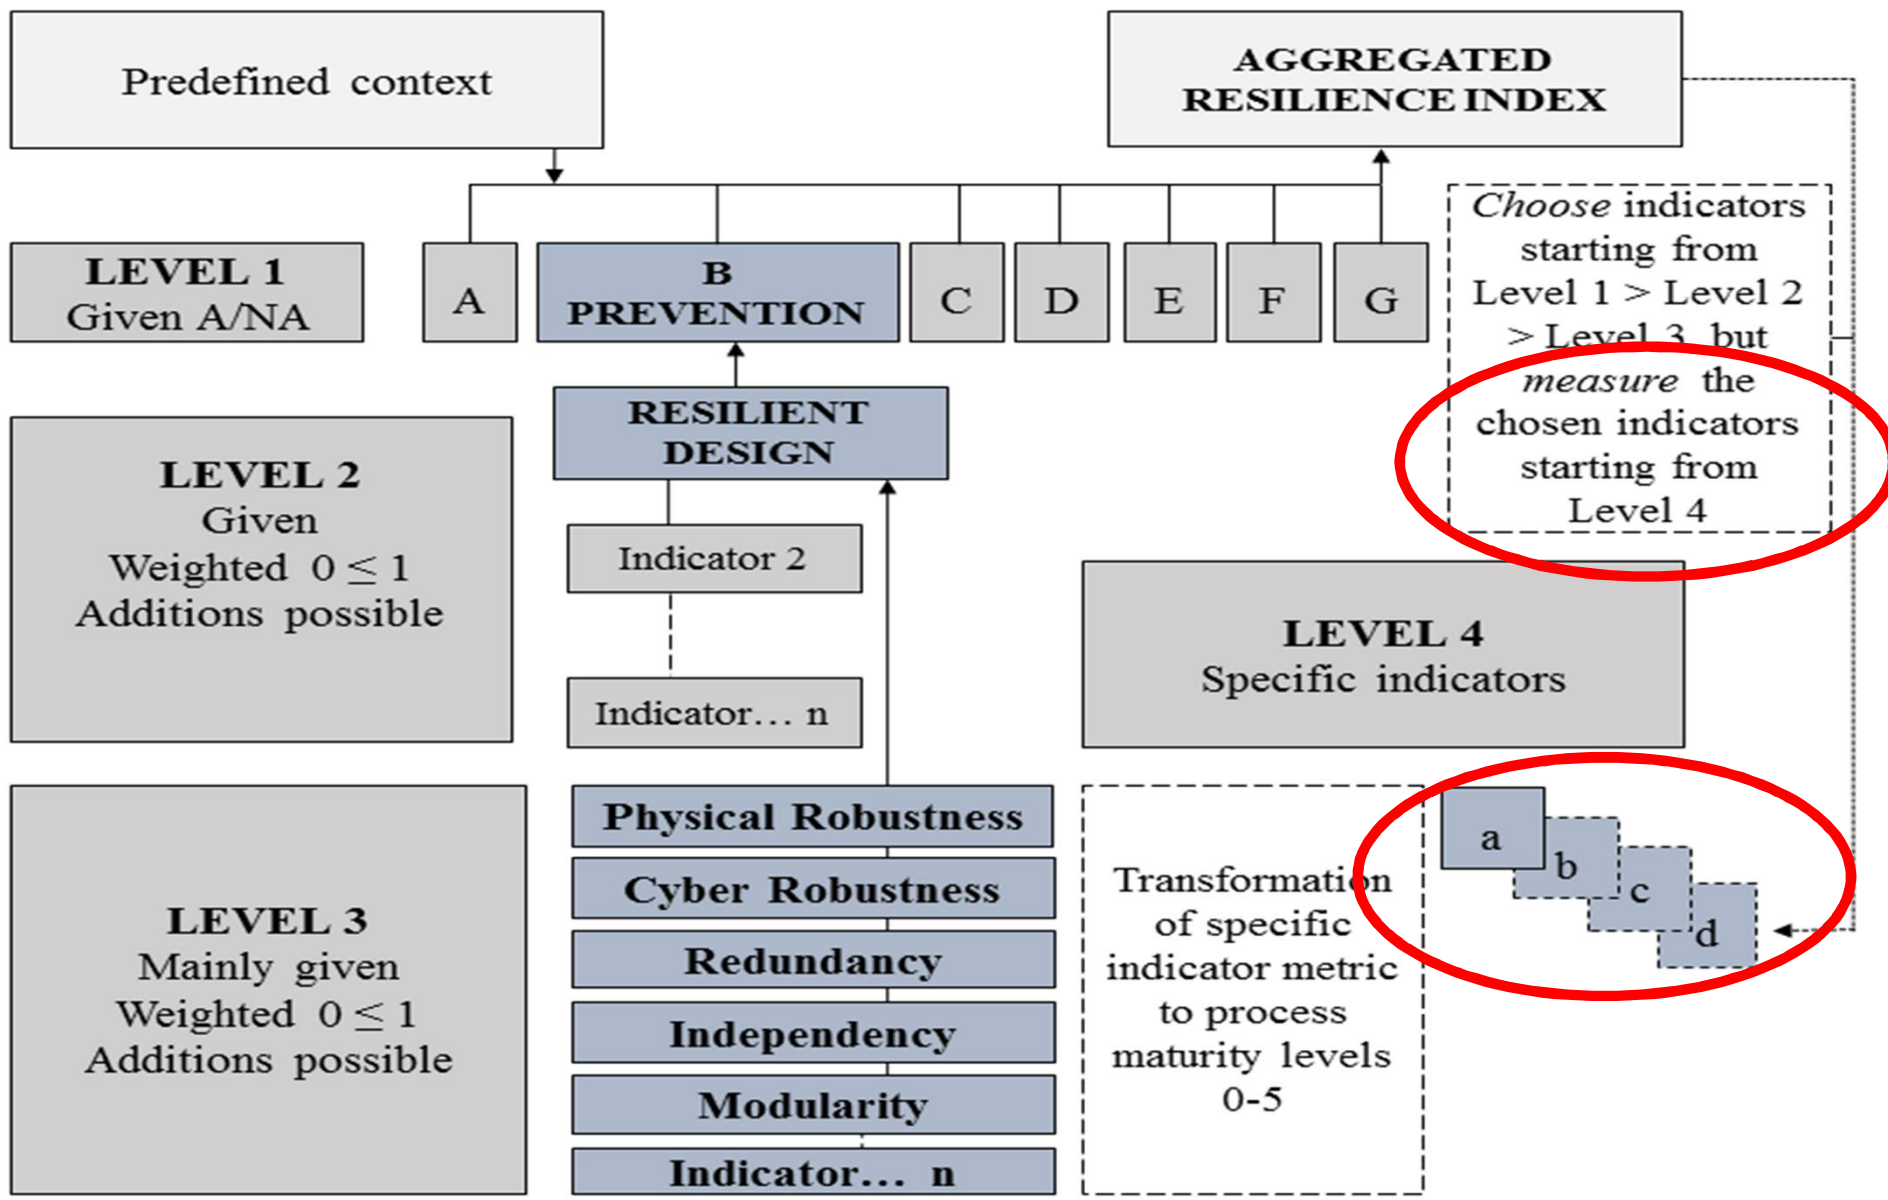 Predefined context
AGGREGATED
RESILIENCE INDEX
LEVEL 1
Given A/NA
A
B
PREVENTION
C
D
E
F
G
Choose indicators
starting from
Level 1 > Level 2
> Level 3 but
measure the
chosen indicators
starting from
Level 4
RESILIENT
DESIGN
LEVEL 2
Given
Weighted 0 ≤ 1
Additions possible
Indicator 2
Indicator... n
LEVEL 4
Specific indicators
LEVEL 3
Mainly given
Weighted 0 ≤ 1
Additions possible
Physical Robustness
Cyber Robustness
Redundancy
Independency
Modularity
Indicator... n
Transformation
of specific
indicator metric
to process
maturity levels
0-5
a
b
c
d